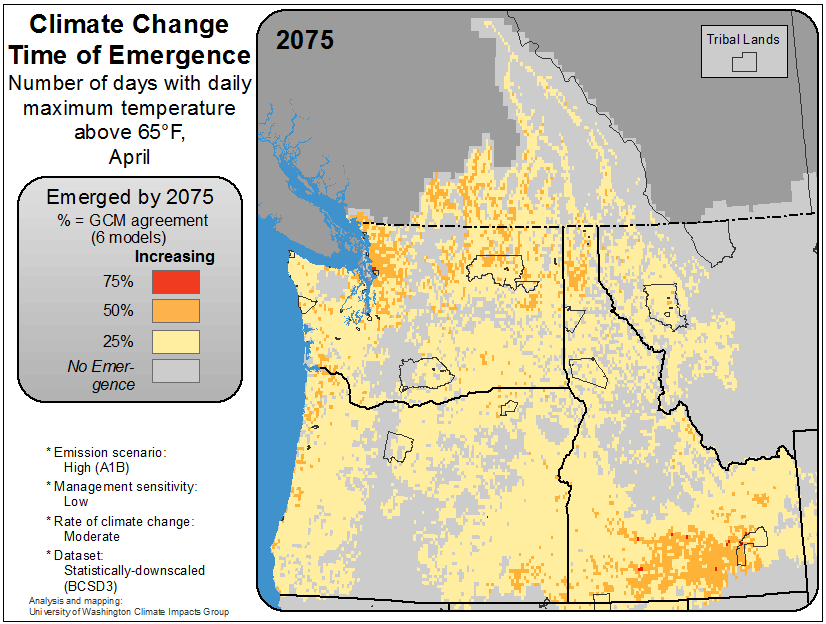 Climate Change
Time of Emergence
Number of days with daily
maximum temperature
above 65°F,
April
Emerged by 2075
% = GCM agreement
(6 models)
Increasing
75%
50%
25%
No Emer-
gence
* Emission scenario:
High (A1B)
* Management sensitivity:
Low
* Rate of climate change:
Moderate
* Dataset:
Statistically-downscaled
(BCSD3)
Analysis and mapping:
University of Washington Climate Impacts Group
2075
Tribal Lands